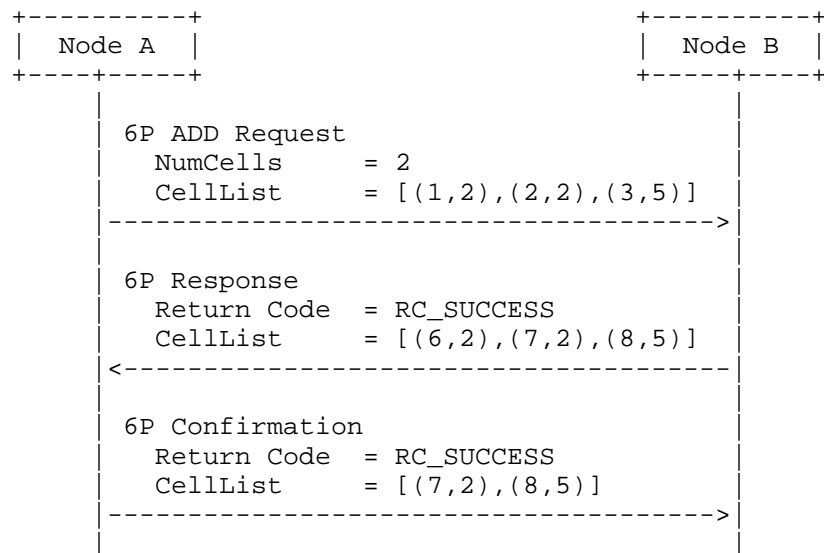 Node A Node B
6P ADD Request
NumCells = 2
CellList = [(1,2),(2,2),(3,5)]
6P Response
Return Code = RC_SUCCESS
CellList = [(6,2),(7,2),(8,5)]
6P Confirmation
Return Code = RC_SUCCESS
CellList = [(7,2),(8,5)]